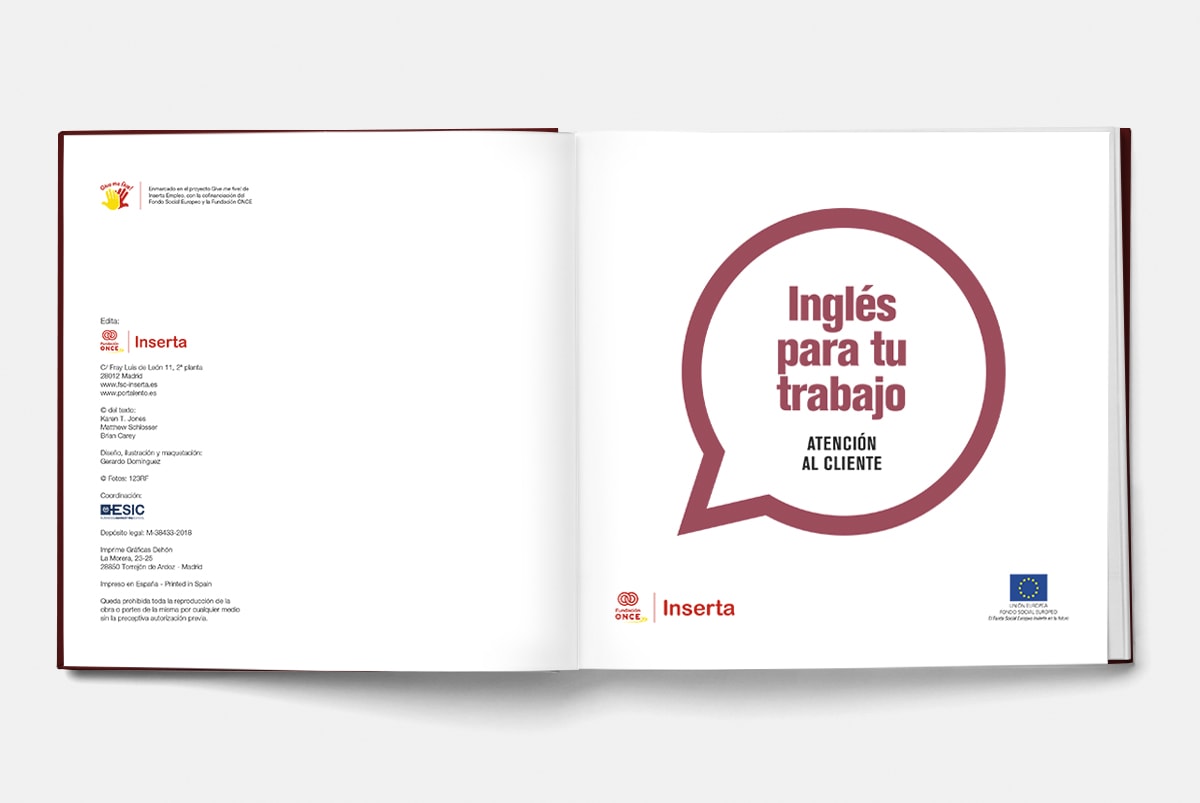 Give me five!
Enmarcado en el proyecto Give me five! de
Inserta Empleo, con la cofinanciación del
Fondo Social Europeo y la Fundación ONCE
Edita:
Fundación
ONCE
Inserta
C/ Fray Luis de León 11, 2ª planta
28012 Madrid
www.fsc-inserta.es
www.portalento.es
© del texto:
Karen T. Jones
Matthew Schlosser
Brian Carey
Diseño, ilustración y maquetación:
Gerardo Domínguez
© Fotos: 123RF
Coordinación:
ESIC
BUSINESS&MARKETINGSCHOOL
Depósito legal: M-38433-2018
Imprime Gráficas Dehón
La Morera, 23-25
28850 Torrejón de Ardoz - Madrid
Impreso en España - Printed in Spain
Queda prohibida toda la reproducción de la
obra o partes de la misma por cualquier medio
sin la preceptiva autorización previa.
Inglés
para tu
trabajo
ATENCIÓN
AL CLIENTE
Fundación
ONCE
Inserta
UNIÓN EUROPEA
FONDO SOCIAL EUROPEO
El Fondo Social Europeo invierte en tu futuro